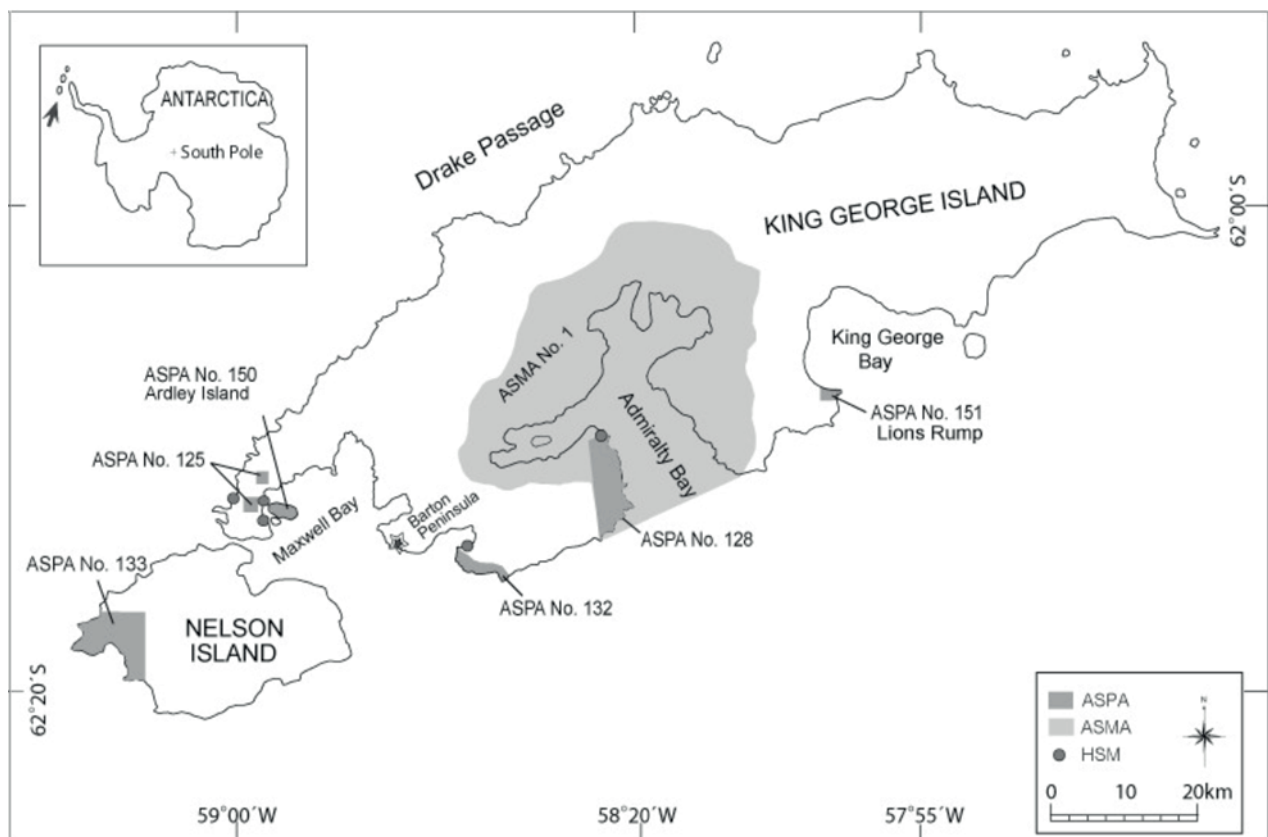 ANTARCTICA
South Pole
Drake Passage
KING GEORGE ISLAND
62°00´S
ASMA No. 1
King George
Bay
ASPA No. 150
Ardley Island
Admiralty Bay
ASPA No. 151
Lions Rump
ASPA No. 125
Maxwell Bay
Barton
Peninsula
ASPA No. 128
ASPA No. 133
ASPA No. 132
NELSON
ISLAND
62°20´S
ASPA
ASMA
HSM
N
0 10 20km
59°00´W 58°20´W 57°55´W